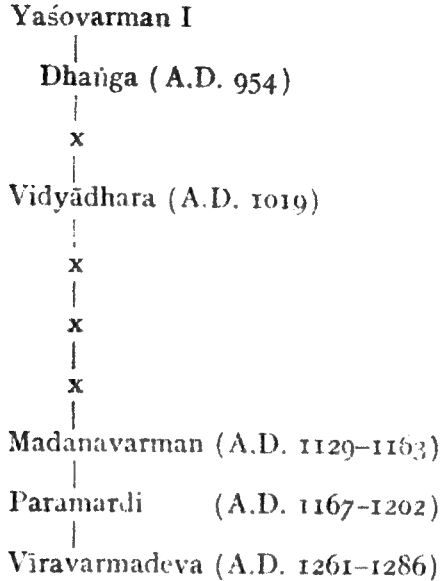 Yaśovarman I
Dhaṅga (A.D. 954)
x
Vidyādhara (A.D. 1019)
x
x
x
Madanavarman (A.D. 1129–1163)
Paramardi (A.D. 1167–1202)
Vīravarmadeva (A.D. 1261–1286)